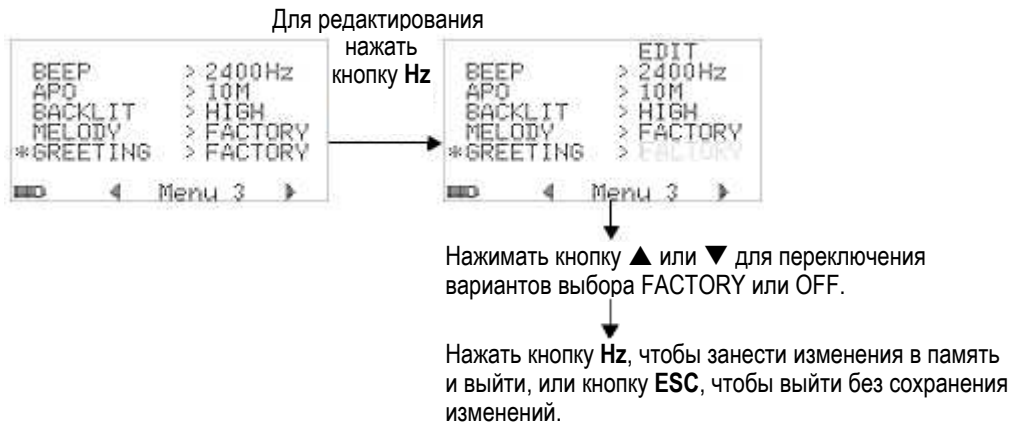 Для редактирования
нажать
кнопку Hz
BEEP > 2400Hz
APO > 10M
BACKLIT > HIGH
MELODY > FACTORY
*GREETING > FACTORY
◀ Menu 3 ▶
EDIT
BEEP > 2400Hz
APO > 10M
BACKLIT > HIGH
MELODY > FACTORY
*GREETING > FACTORY
◀ Menu 3 ▶
Нажимать кнопку ▲ или ▼ для переключения
вариантов выбора FACTORY или OFF.
Нажать кнопку Hz, чтобы занести изменения в память
и выйти, или кнопку ESC, чтобы выйти без сохранения
изменений.